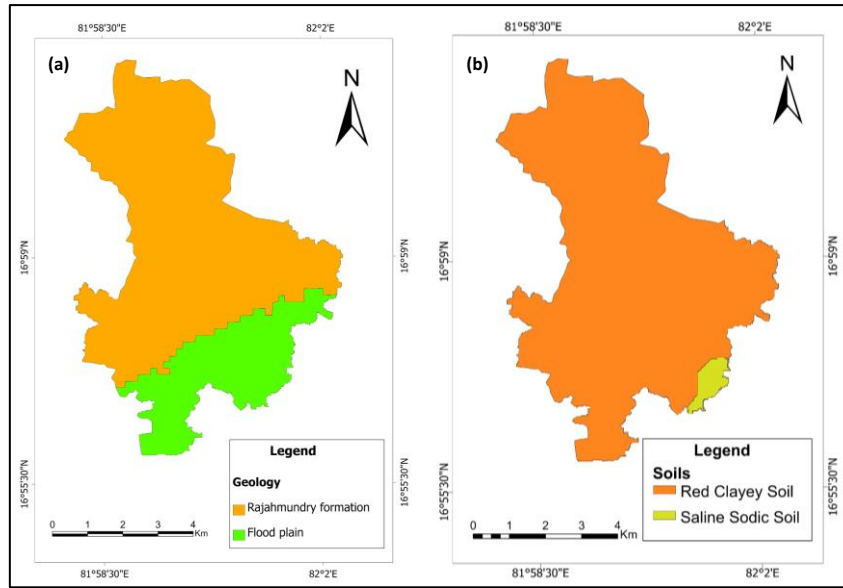 81°58'30"E
82°2'E
(a)
N
16°59'N
16°59'N
16°55'30"N
16°55'30"N
Legend
Geology
Rajahmundry formation
Flood plain
0 1 2 3 4
Km
81°58'30"E
82°2'E
81°58'30"E
82°2'E
(b)
N
16°59'N
16°59'N
16°55'30"N
16°55'30"N
Legend
Soils
Red Clayey Soil
Saline Sodic Soil
0 1 2 3 4
Km
81°58'30"E
82°2'E